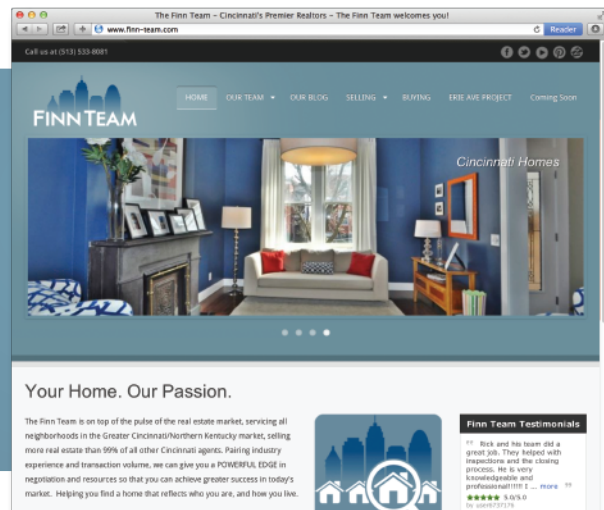 The Finn Team – Cincinnati's Premier Realtors – The Finn Team welcomes you!
www.finn-team.com
Reader
Call us at (513) 533-8681
FINN TEAM
HOME
OUR TEAM
OUR BLOG
SELLING
BUYING
ERIE AVE PROJECT
Coming Soon
Cincinnati Homes
Your Home. Our Passion.
The Finn Team is on top of the pulse of the real estate market, servicing all
neighborhoods in the Greater Cincinnati/Northern Kentucky market, selling
more real estate than 99% of all other Cincinnati agents. Pairing industry
experience and transaction volume, we can give you a POWERFUL EDGE in
negotiation and resources so that you can achieve greater success in today's
market. Helping you find a home that reflects who you are, and how you live.
Finn Team Testimonials
Rick and his team did a
great job. They helped with
inspections and the closing
process. He is very
knowledgeable and
professional!!!!!! I ... more
5.0/5.0
by user6737176